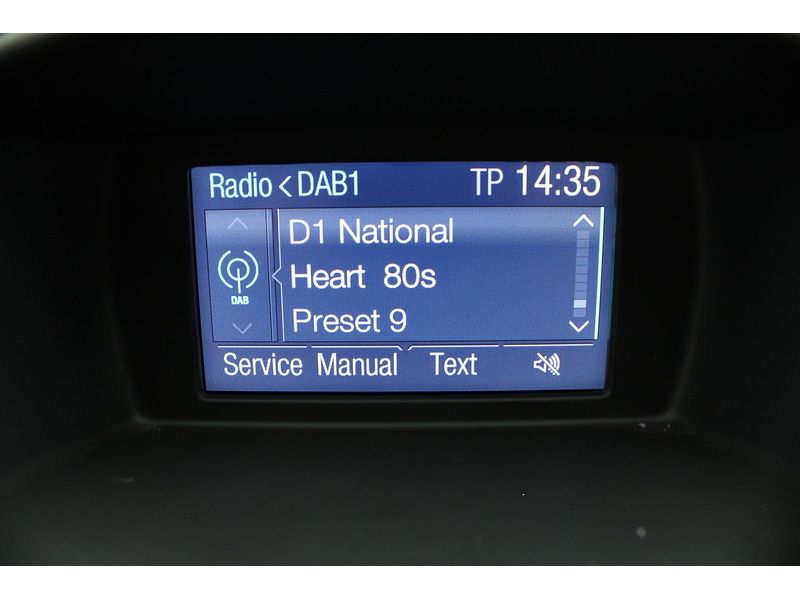 Radio < DAB1 TP 14:35
D1 National
DAB
Heart 80s
Preset 9
Service Manual Text